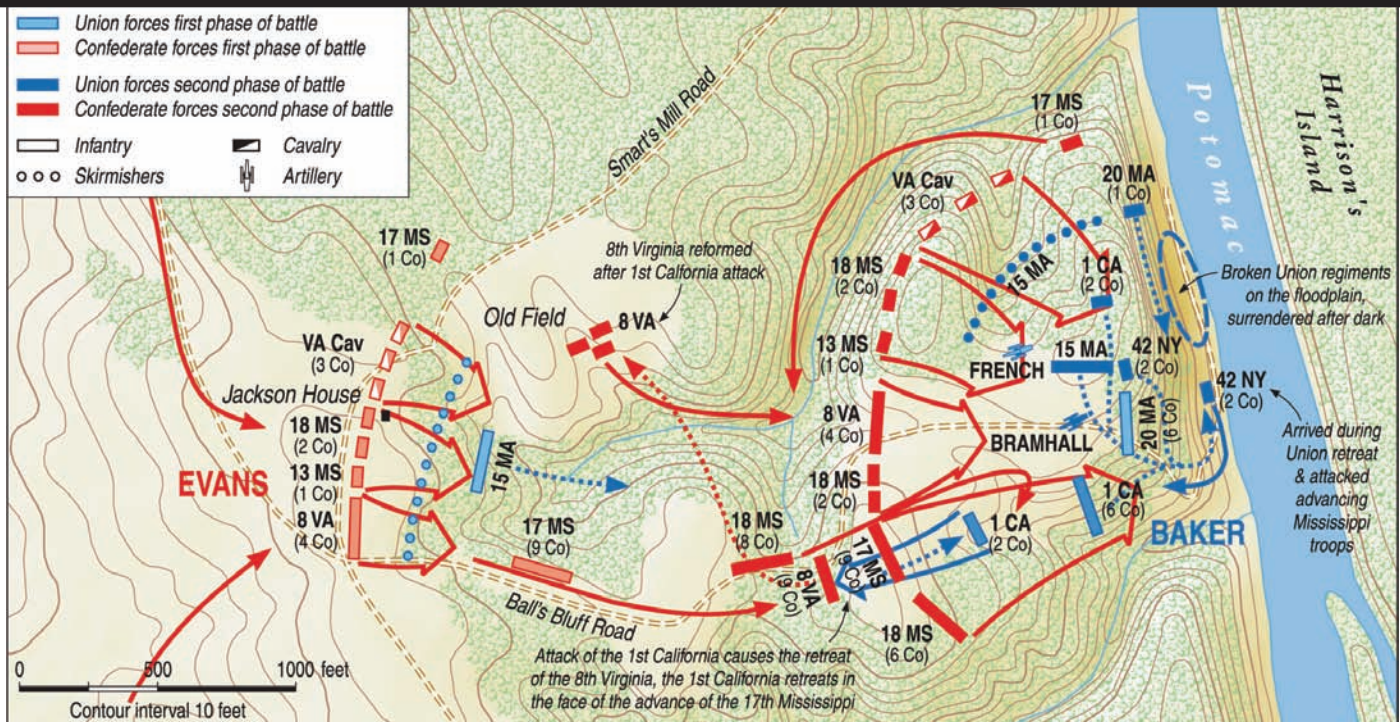 Union forces first phase of battle
Confederate forces first phase of battle
Union forces second phase of battle
Confederate forces second phase of battle
Infantry
Cavalry
Skirmishers
Artillery
Smart's Mill Road
17 MS
(1 Co)
8th Virginia reformed
after 1st Calfornia attack
Old Field
8 VA
VA Cav
(3 Co)
Jackson House
18 MS
(2 Co)
EVANS
13 MS
(1 Co)
8 VA
(4 Co)
15 MA
17 MS
(9 Co)
Ball's Bluff Road
18 MS
(8 Co)
8 VA
(9 Co)
17 MS
(9 Co)
18 MS
(6 Co)
Attack of the 1st California causes the retreat
of the 8th Virginia, the 1st California retreats in
the face of the advance of the 17th Mississippi
17 MS
(1 Co)
VA Cav
(3 Co)
18 MS
(2 Co)
13 MS
(1 Co)
8 VA
(4 Co)
18 MS
(2 Co)
15 MA
20 MA
(1 Co)
1 CA
(2 Co)
FRENCH
15 MA
42 NY
(2 Co)
BRAMHALL
20 MA
(6 Co)
1 CA
(2 Co)
1 CA
(6 Co)
BAKER
42 NY
(2 Co)
Potomac
Harrison's
Island
Broken Union regiments
on the floodplain,
surrendered after dark
Arrived during
Union retreat
& attacked
advancing
Mississippi
troops
0 500 1000 feet
Contour interval 10 feet